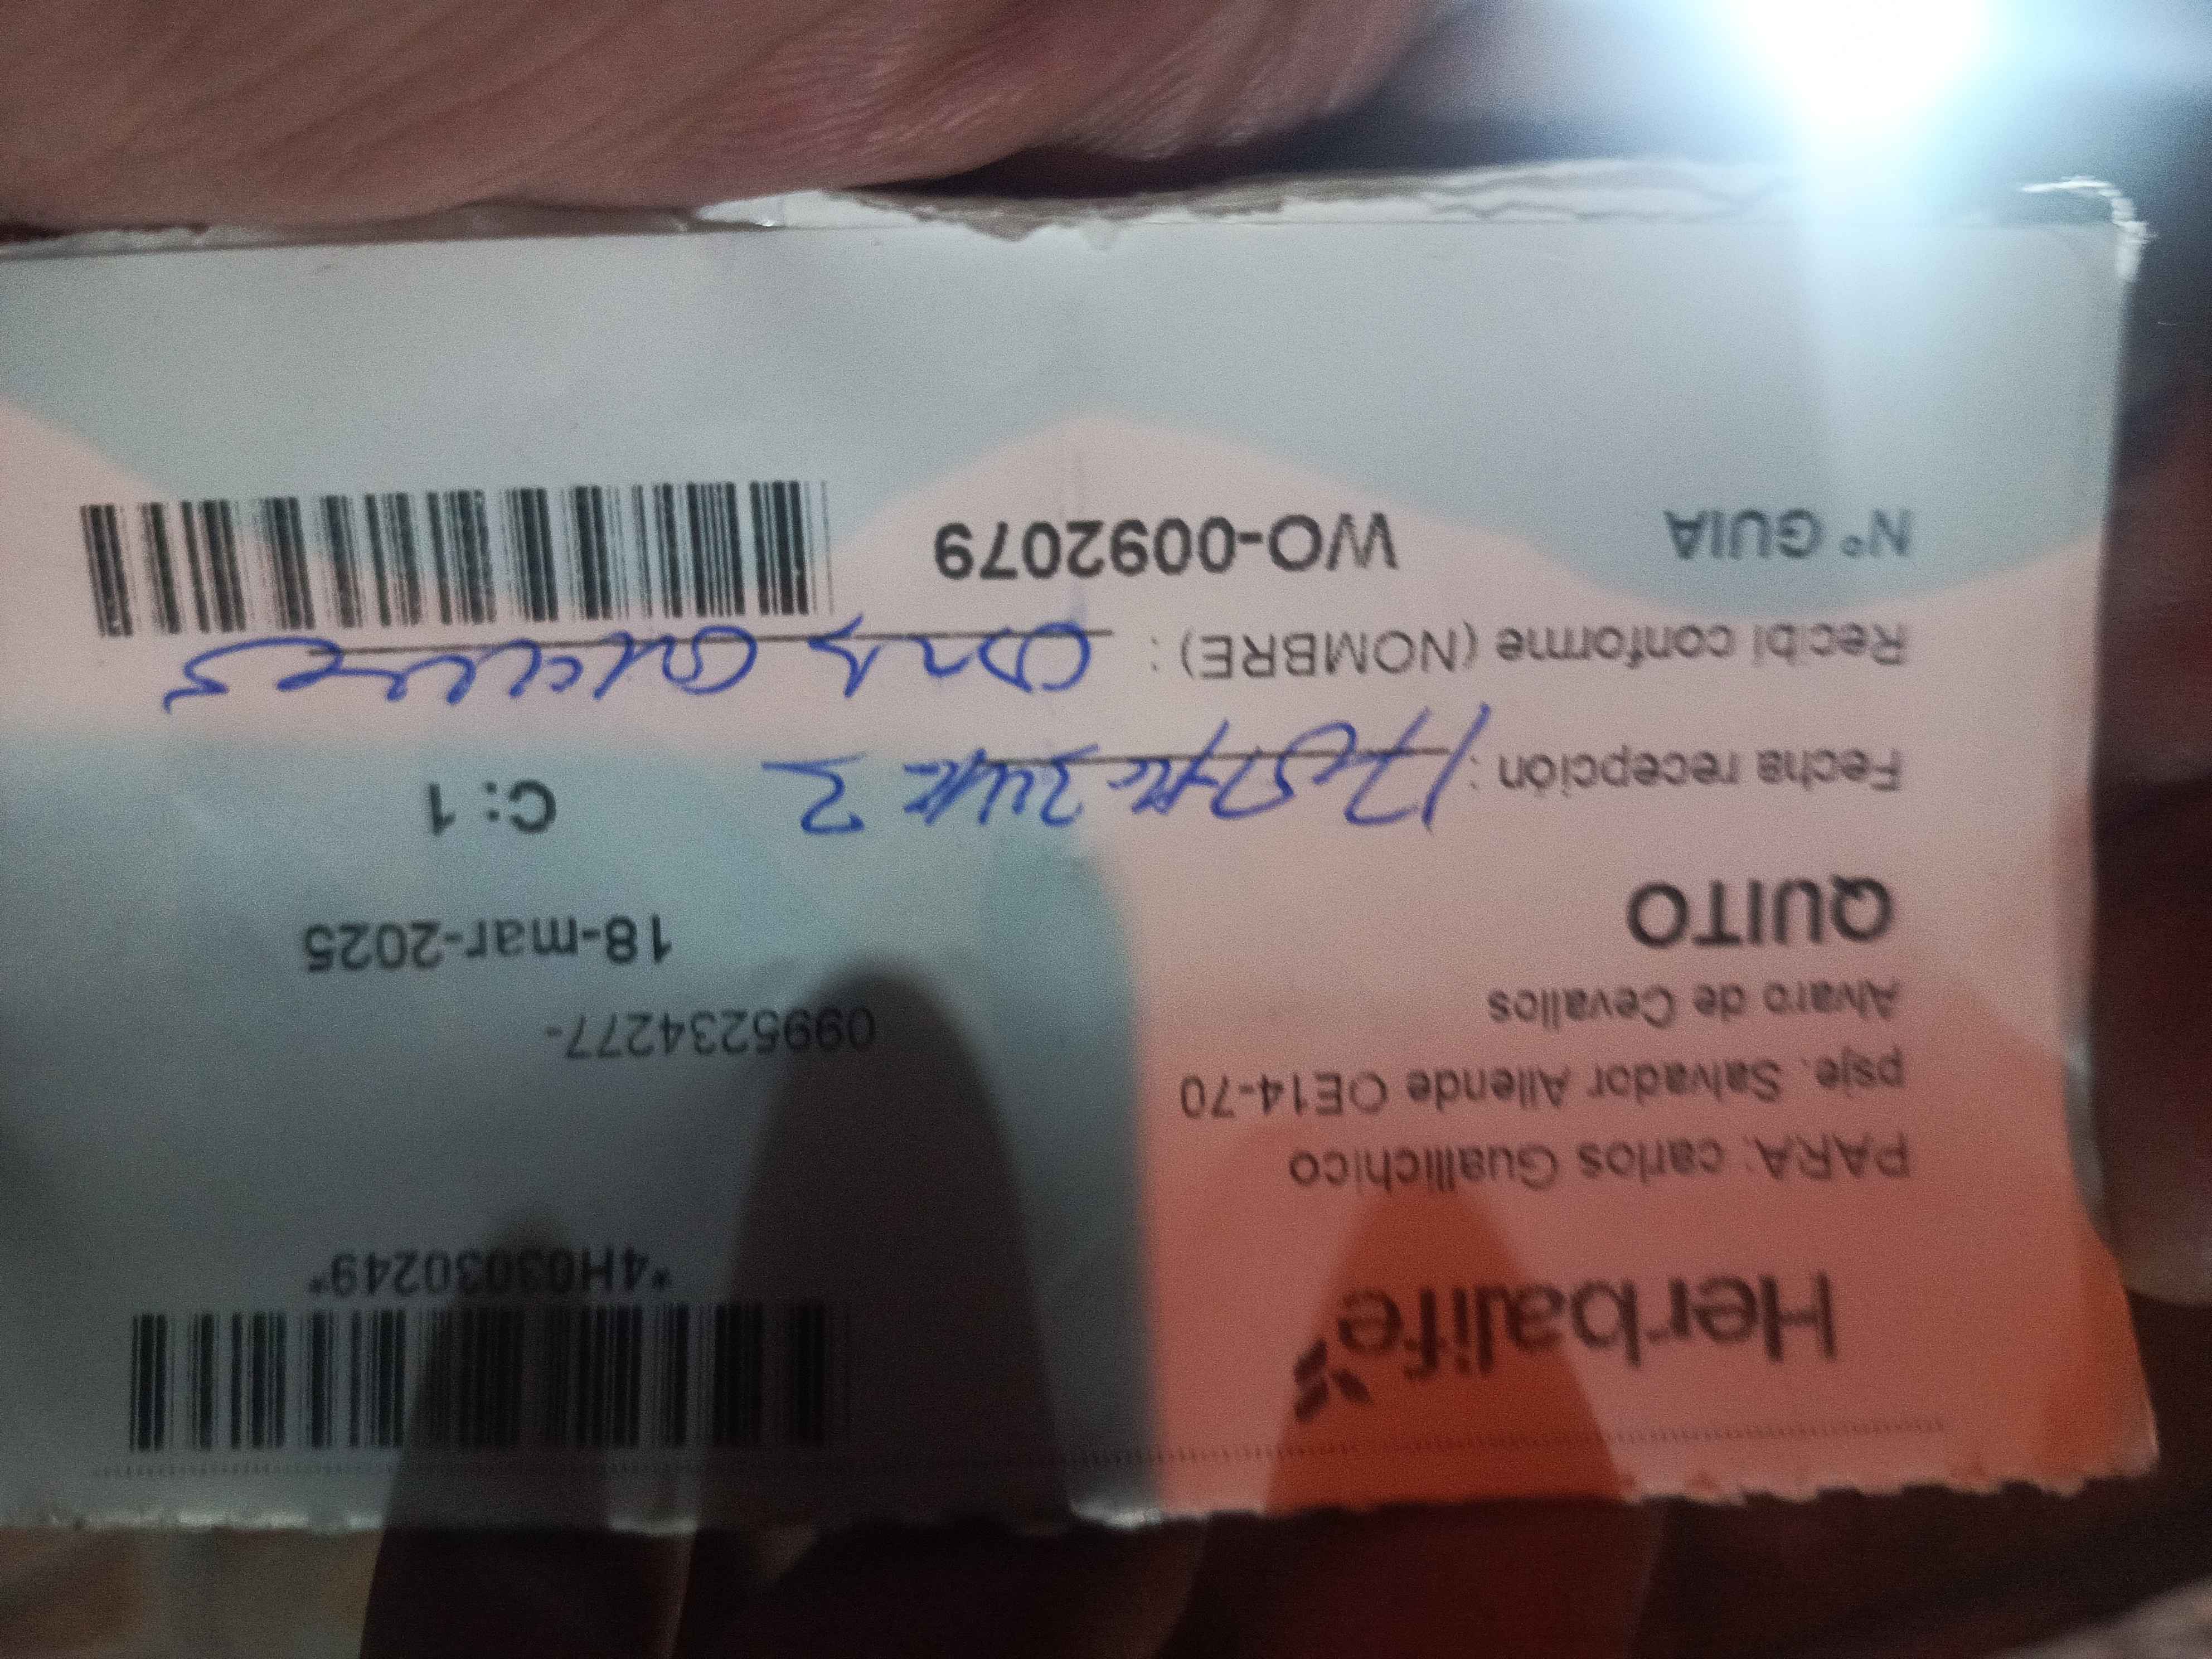 Herbalife
*4H03030249*
PARA: carlos Guallichico
psje. Salvador Allende OE14-70
0995234277-
Alvaro de Cevallos
QUITO
18-mar-2025
C: 1
Fecha recepción :
Recibi conforme (NOMBRE) :
N° GUIA WO-0092079